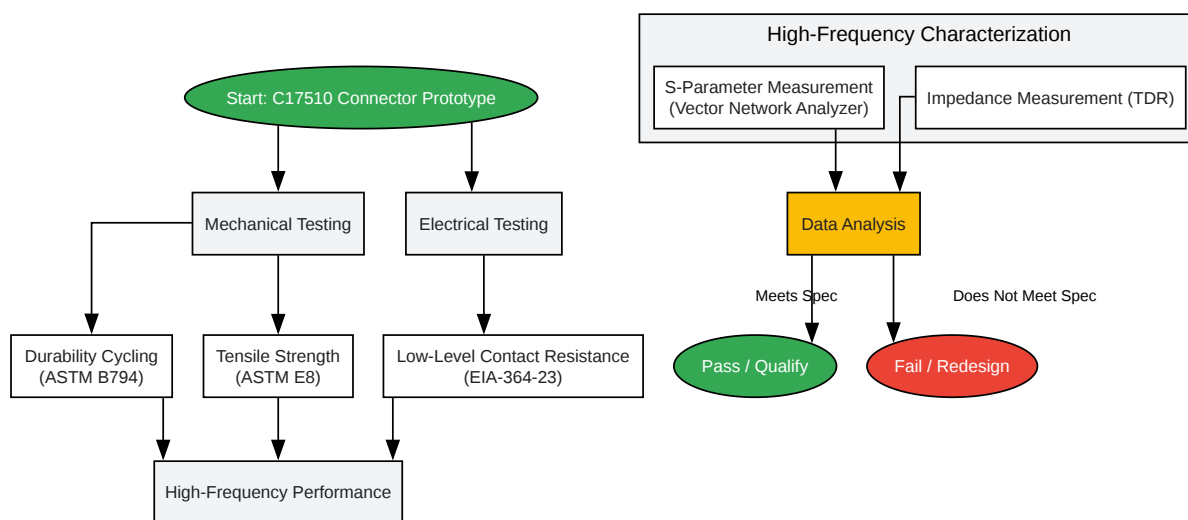 Start: C17510 Connector Prototype
Mechanical Testing
Electrical Testing
Durability Cycling
(ASTM B794)
Tensile Strength
(ASTM E8)
Low-Level Contact Resistance
(EIA-364-23)
High-Frequency Performance
High-Frequency Characterization
S-Parameter Measurement
(Vector Network Analyzer)
Impedance Measurement (TDR)
Data Analysis
Meets Spec
Does Not Meet Spec
Pass / Qualify
Fail / Redesign